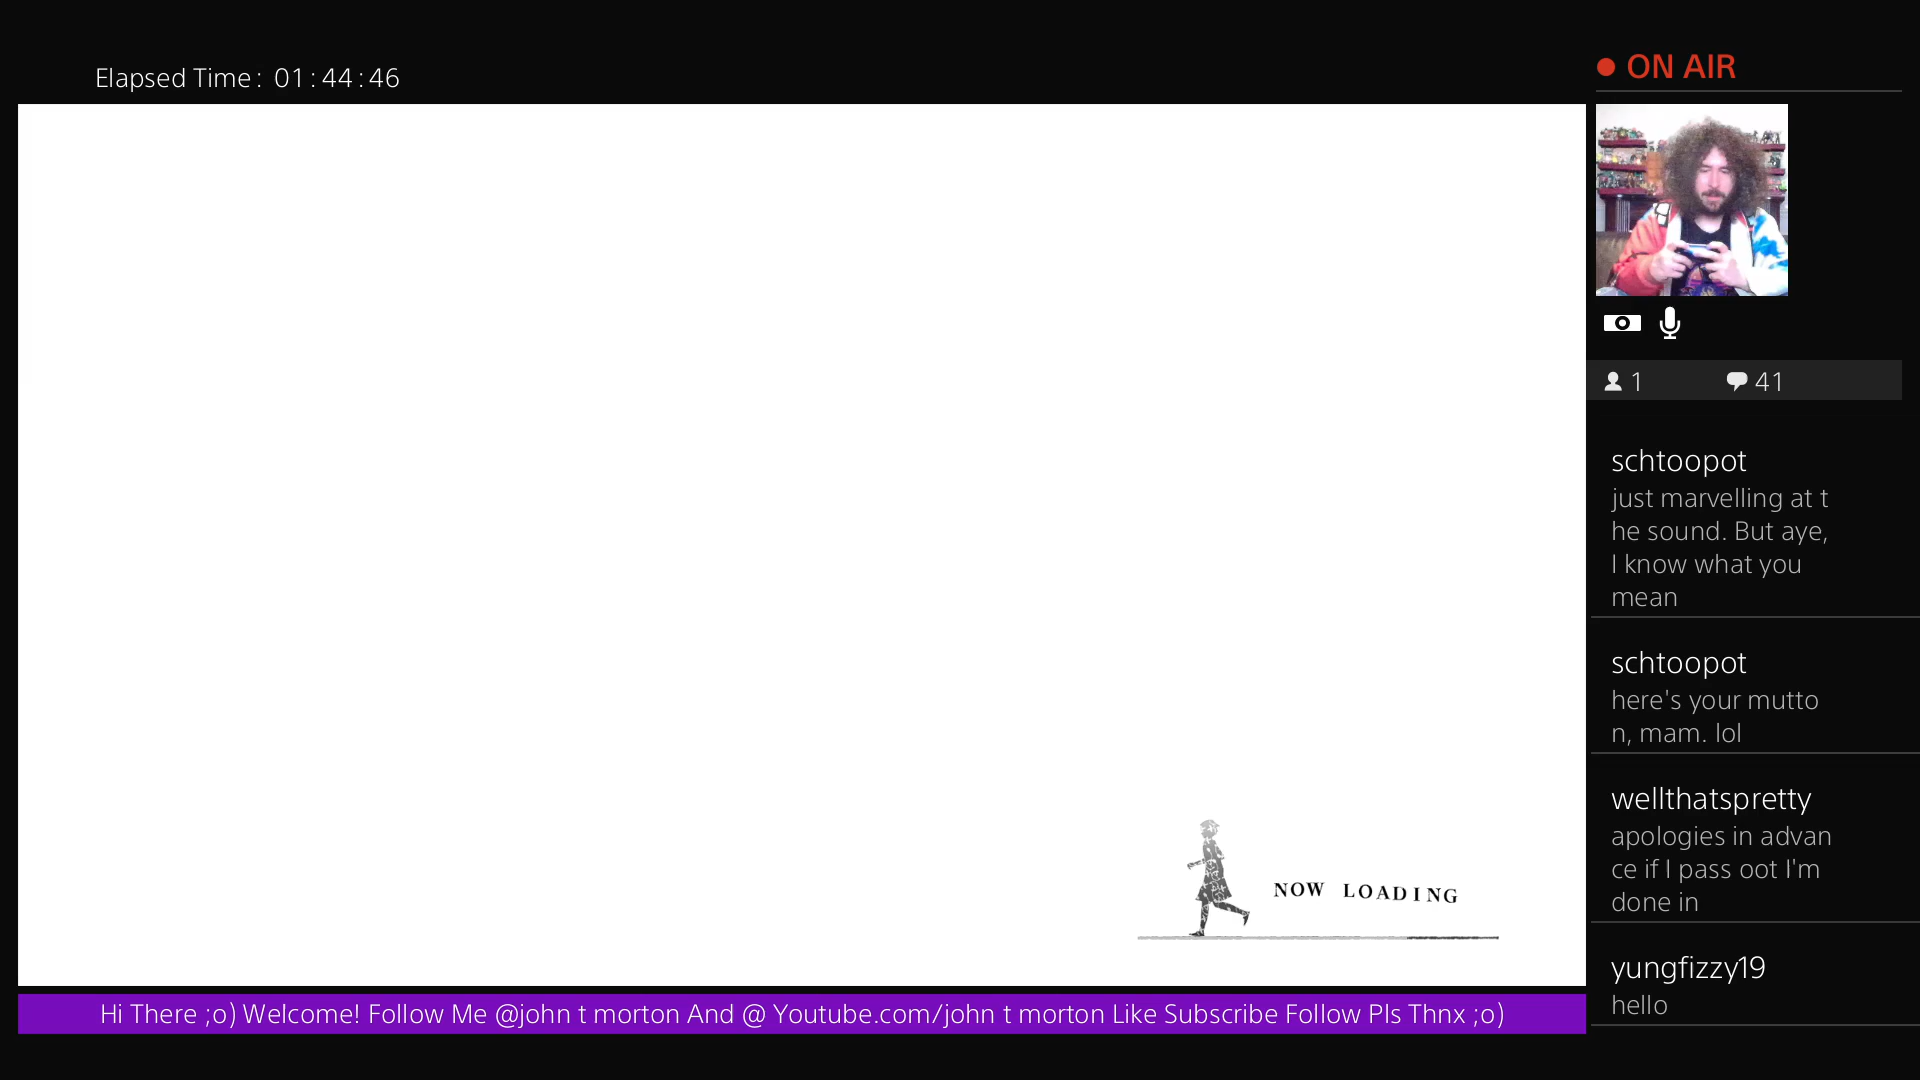 Elapsed Time: 01:44:46
ON AIR
1 41
schtoopot
just marvelling at t
he sound. But aye,
I know what you
mean
schtoopot
here's your mutto
n, mam. lol
wellthatspretty
apologies in advan
ce if I pass oot I'm
done in
yungfizzy19
hello
NOW LOADING
Hi There ;o) Welcome! Follow Me @john t morton And @ Youtube.com/john t morton Like Subscribe Follow Pls Thnx ;o)